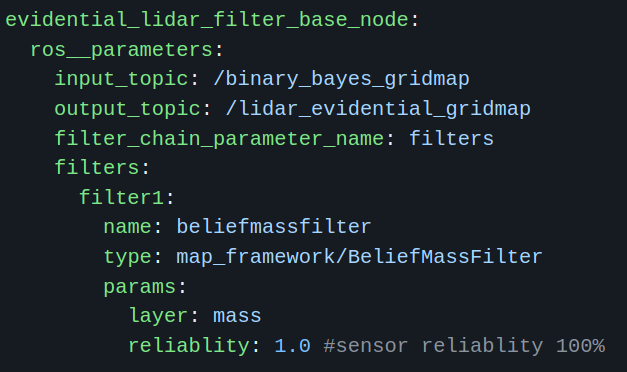 evidential_lidar_filter_base_node:
  ros__parameters:
    input_topic: /binary_bayes_gridmap
    output_topic: /lidar_evidential_gridmap
    filter_chain_parameter_name: filters
    filters:
      filter1:
        name: beliefmassfilter
        type: map_framework/BeliefMassFilter
        params:
          layer: mass
          reliablity: 1.0 #sensor reliablity 100%